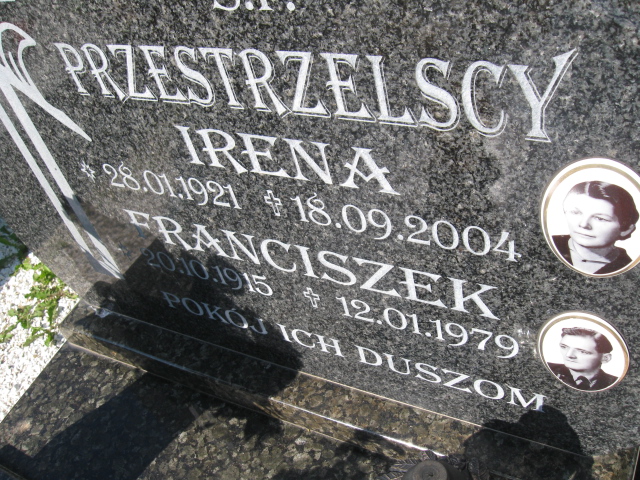 Ś.P.
PRZESTRZELSCY
IRENA
* 28.01.1921 ✝ 18.09.2004
FRANCISZEK
20.10.1915 ✝ 12.01.1979
POKÓJ ICH DUSZOM